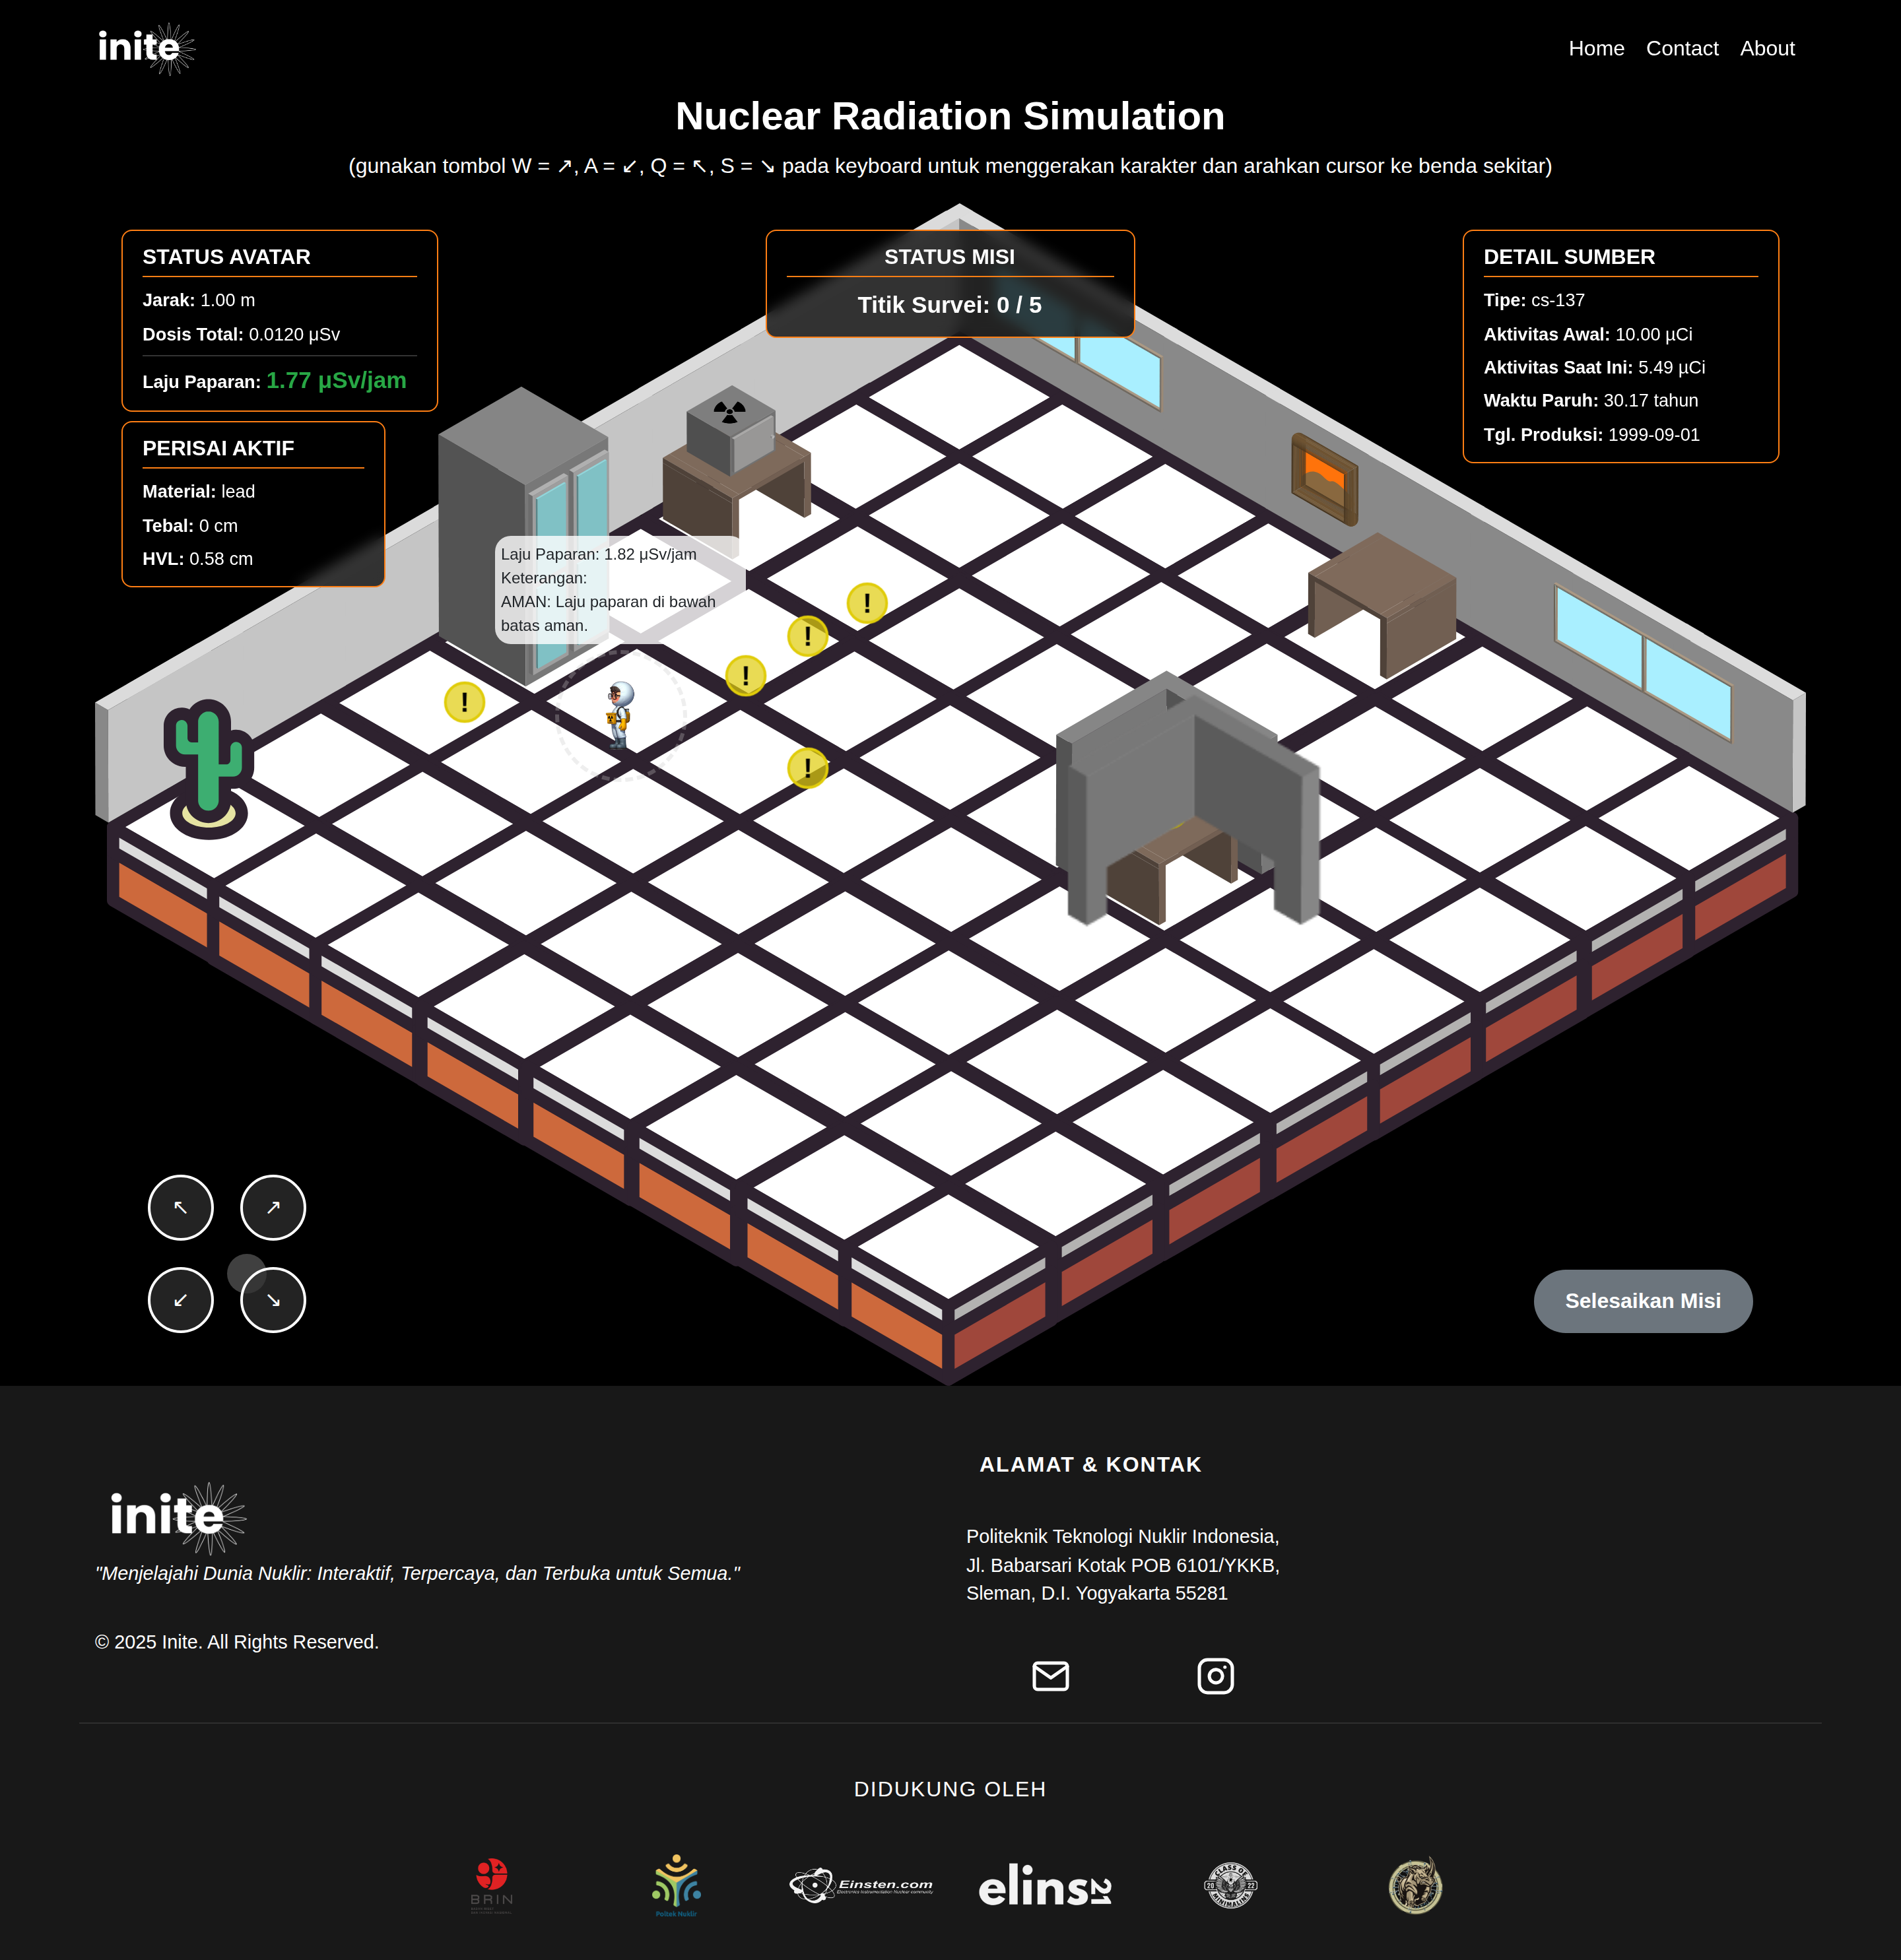 inite
Home Contact About
Nuclear Radiation Simulation
(gunakan tombol W = ↗, A = ↙, Q = ↖, S = ↘ pada keyboard untuk menggerakan karakter dan arahkan cursor ke benda sekitar)
STATUS AVATAR
Jarak: 1.00 m
Dosis Total: 0.0120 μSv
Laju Paparan: 1.77 μSv/jam
PERISAI AKTIF
Material: lead
Tebal: 0 cm
HVL: 0.58 cm
STATUS MISI
Titik Survei: 0 / 5
DETAIL SUMBER
Tipe: cs-137
Aktivitas Awal: 10.00 μCi
Aktivitas Saat Ini: 5.49 μCi
Waktu Paruh: 30.17 tahun
Tgl. Produksi: 1999-09-01
Laju Paparan: 1.82 μSv/jam
Keterangan:
AMAN: Laju paparan di bawah
batas aman.
!
!
!
!
!
↖ ↗
↙ ↘
Selesaikan Misi
inite
"Menjelajahi Dunia Nuklir: Interaktif, Terpercaya, dan Terbuka untuk Semua."
© 2025 Inite. All Rights Reserved.
ALAMAT & KONTAK
Politeknik Teknologi Nuklir Indonesia,
Jl. Babarsari Kotak POB 6101/YKKB,
Sleman, D.I. Yogyakarta 55281
DIDUKUNG OLEH
BRIN
Poltek Nuklir
Einsten.com
elins21
CLASS OF
20 22